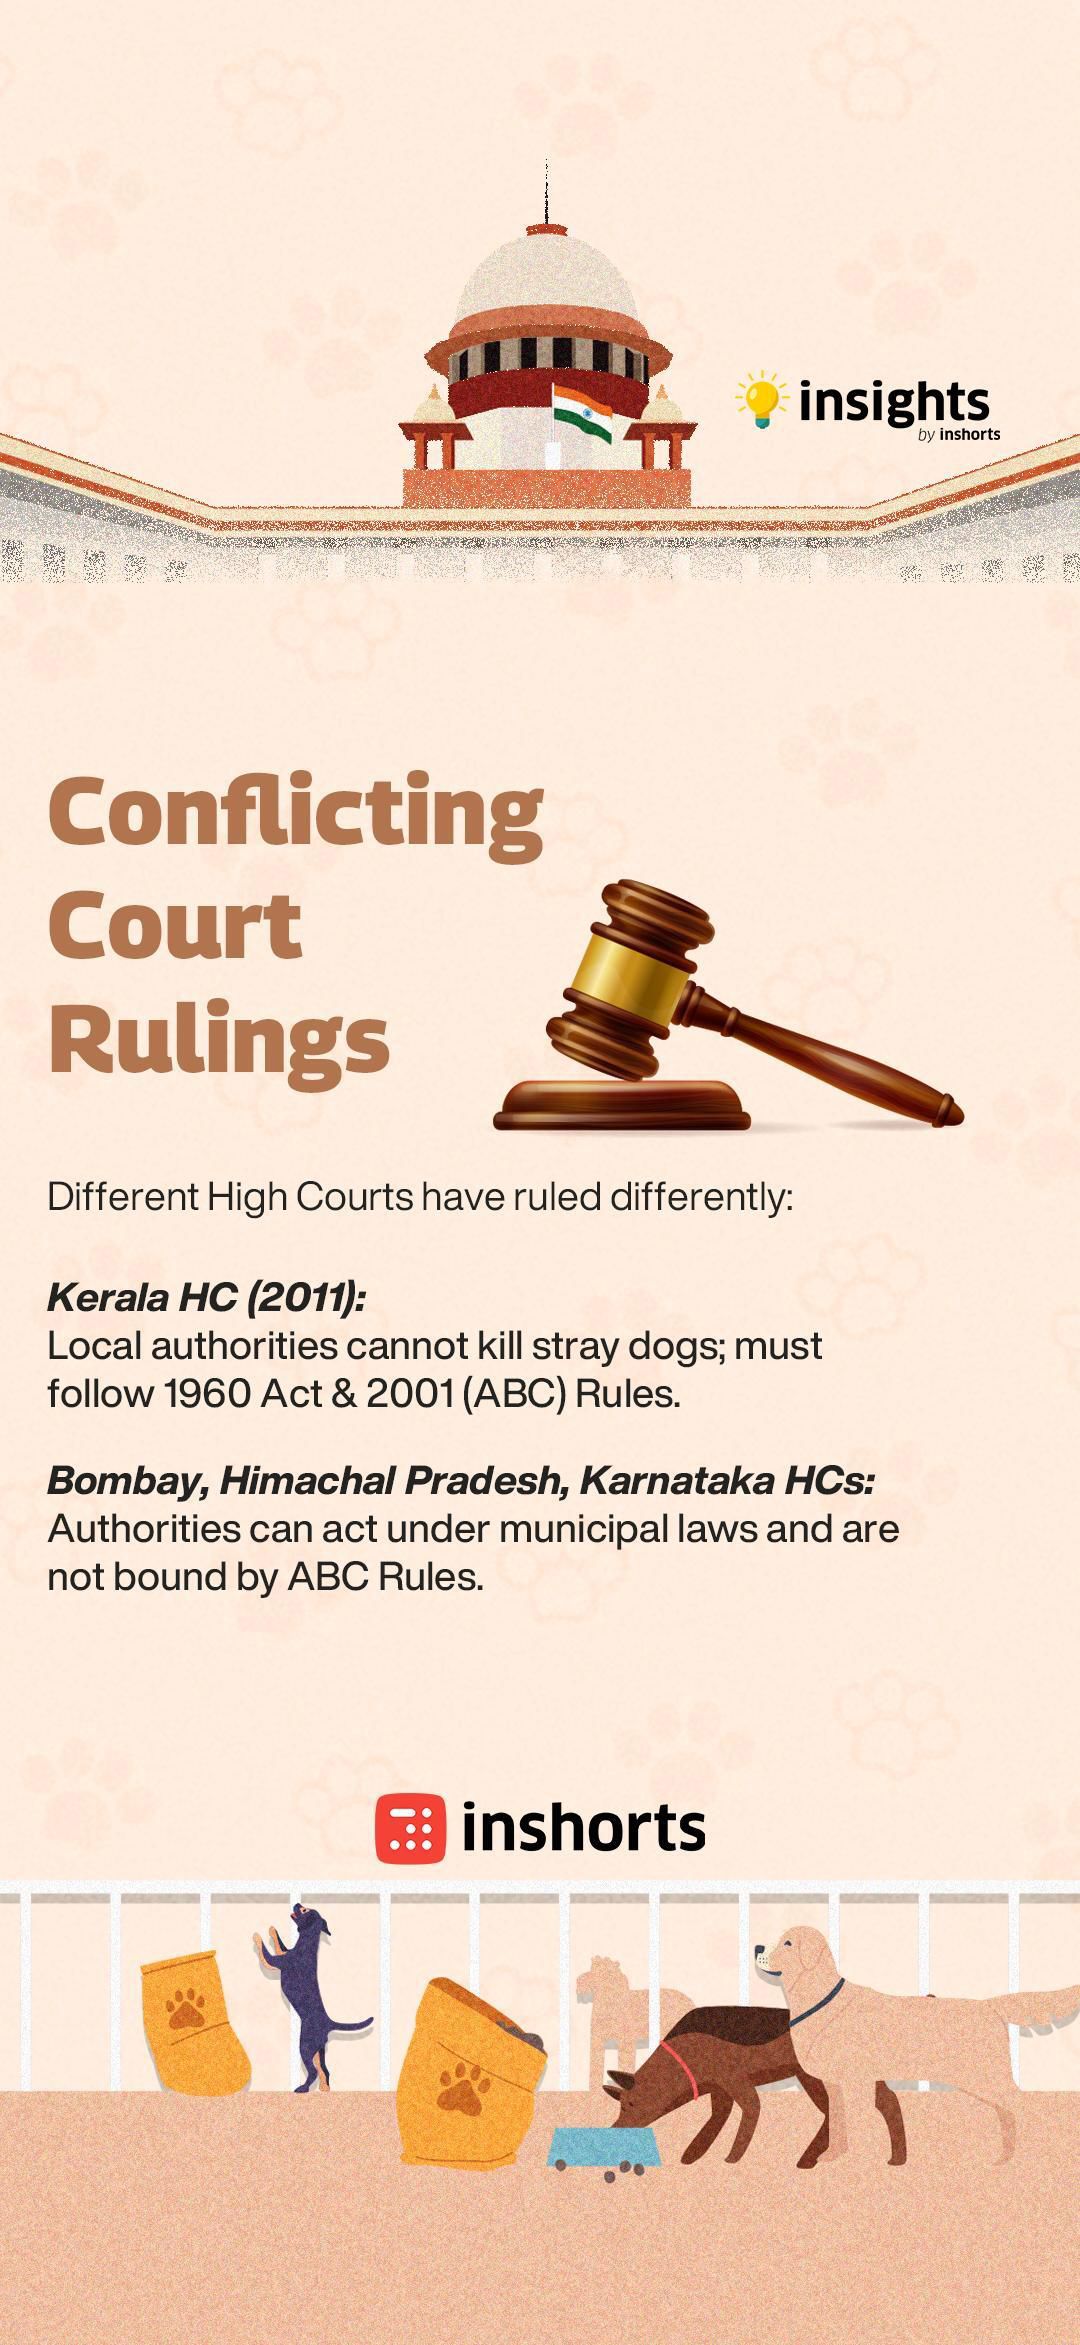 insights
by inshorts
Conflicting
Court
Rulings
Different High Courts have ruled differently:
Kerala HC (2011):
Local authorities cannot kill stray dogs; must
follow 1960 Act & 2001 (ABC) Rules.
Bombay, Himachal Pradesh, Karnataka HCs:
Authorities can act under municipal laws and are
not bound by ABC Rules.
inshorts